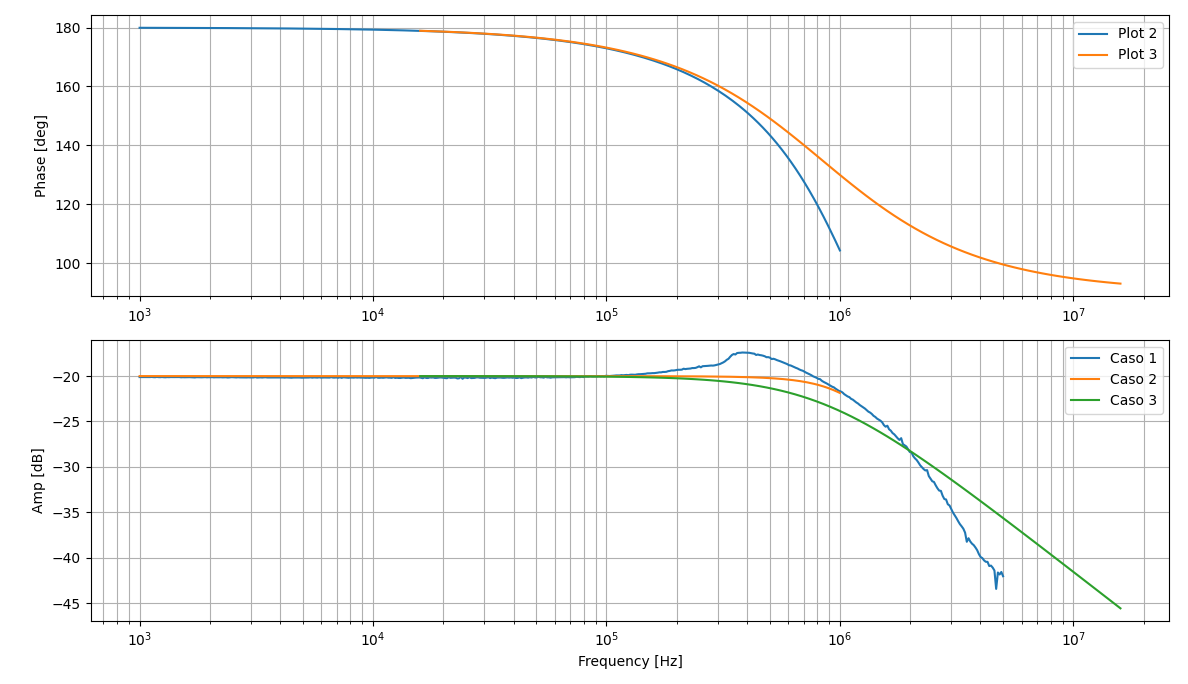 180
160
140
120
100
Phase [deg]
Plot 2
Plot 3
10³
10⁴
10⁵
10⁶
10⁷
−20
−25
−30
−35
−40
−45
Amp [dB]
Caso 1
Caso 2
Caso 3
10³
10⁴
10⁵
10⁶
10⁷
Frequency [Hz]